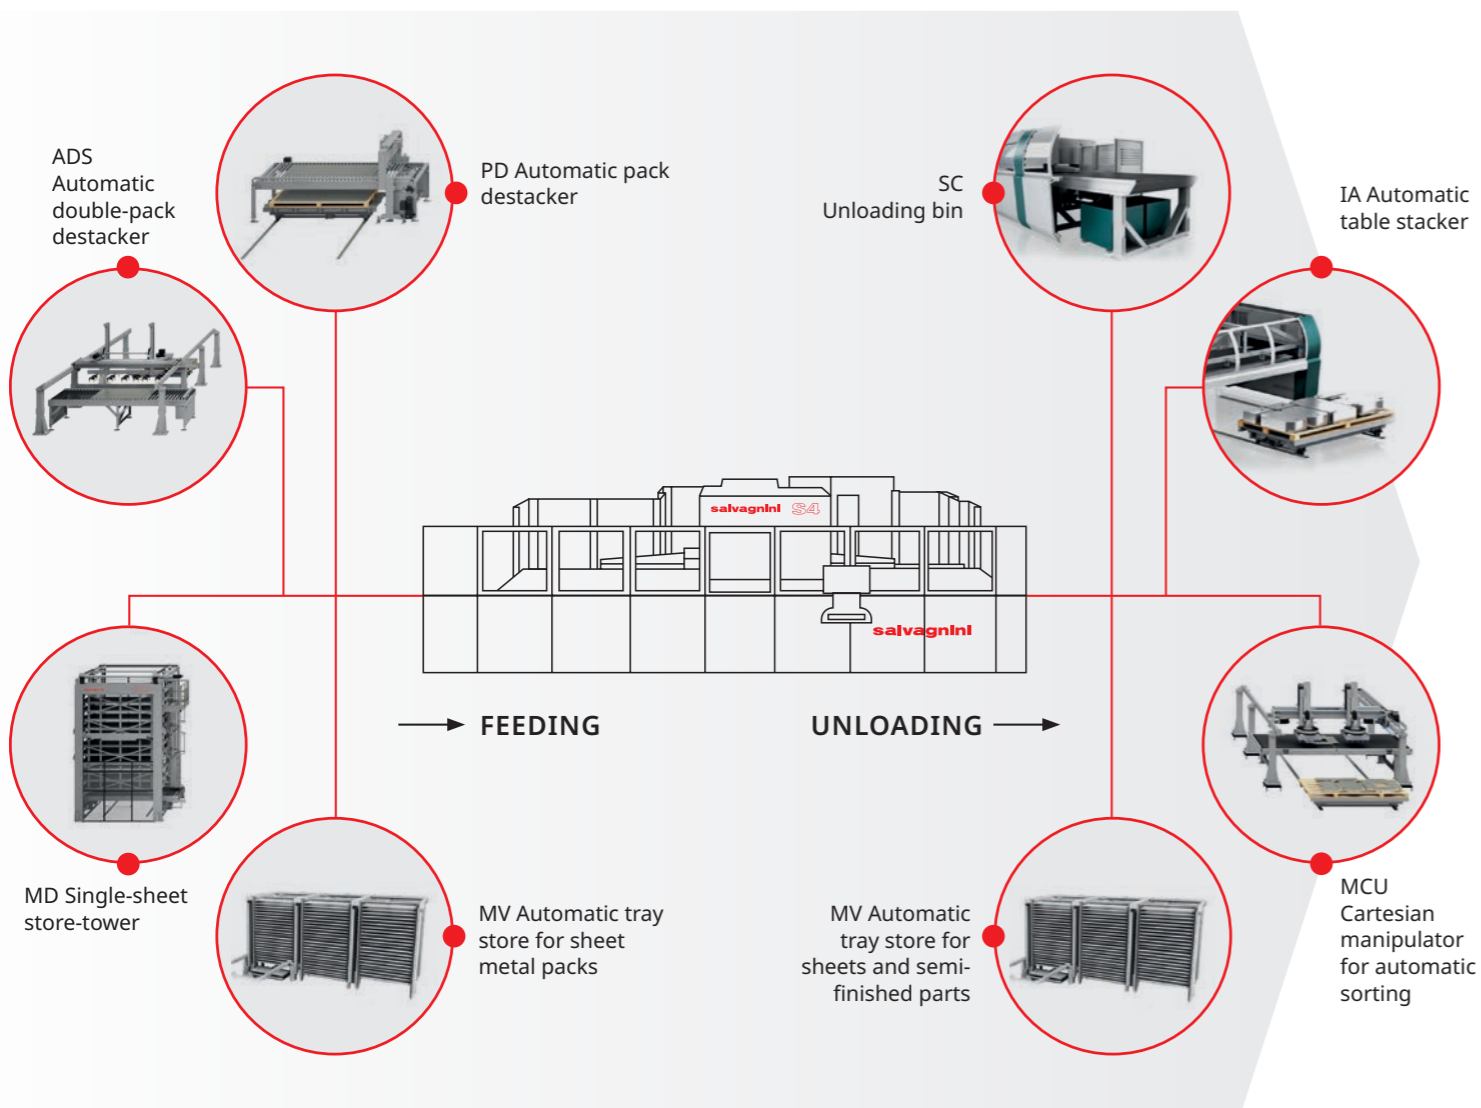 ADS
Automatic
double-pack
destacker
PD Automatic pack
destacker
SC
Unloading bin
IA Automatic
table stacker
salvagnini S4
salvagnini
FEEDING
UNLOADING
MD Single-sheet
store-tower
MV Automatic tray
store for sheet
metal packs
MV Automatic
tray store for
sheets and semi-
finished parts
MCU
Cartesian
manipulator
for automatic
sorting